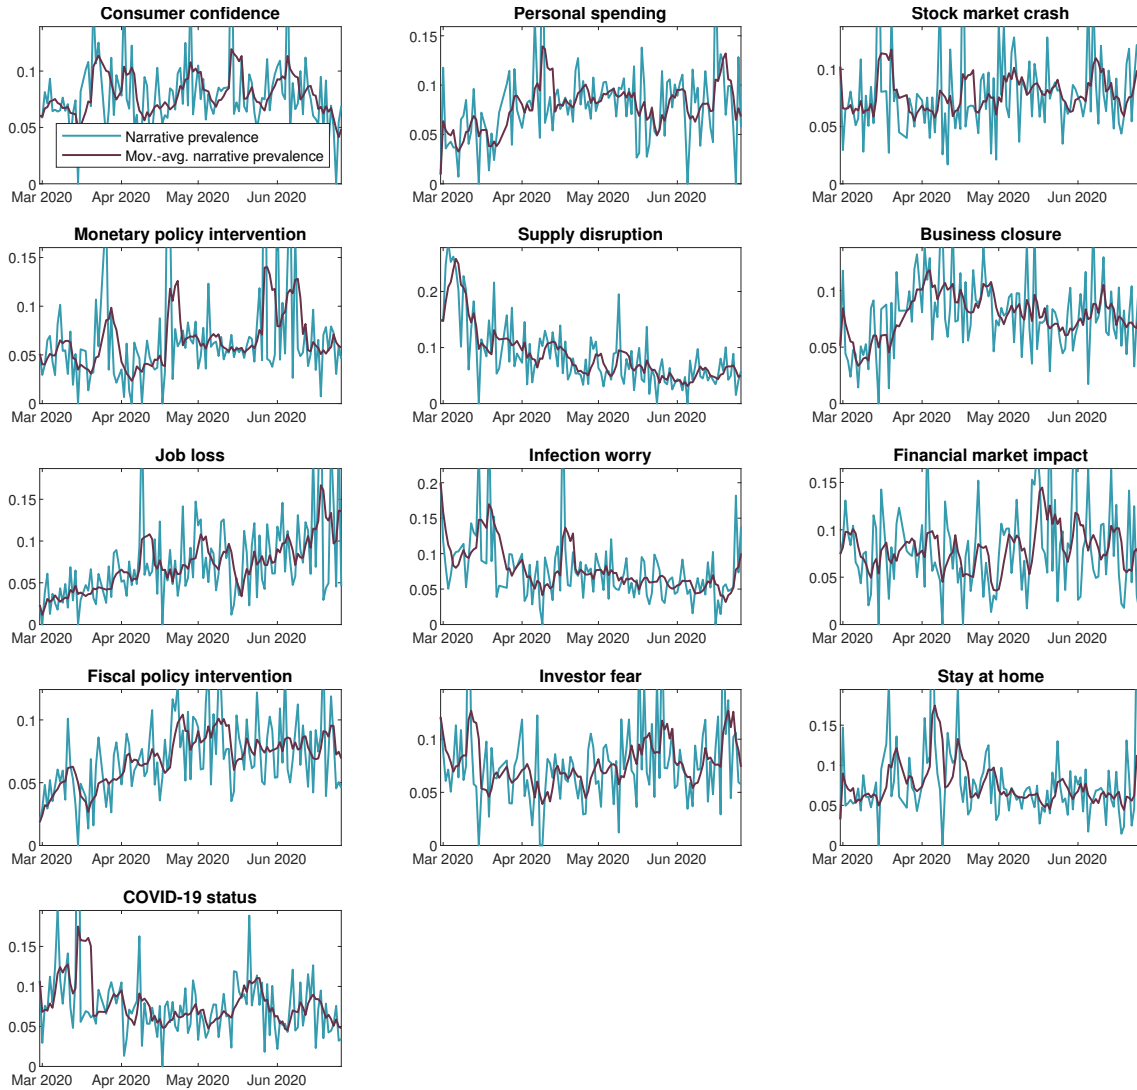 Consumer confidence
0.1
0.05
0
Narrative prevalence
Mov.-avg. narrative prevalence
Mar 2020 Apr 2020 May 2020 Jun 2020
Personal spending
0.15
0.1
0.05
0
Mar 2020 Apr 2020 May 2020 Jun 2020
Stock market crash
0.1
0.05
0
Mar 2020 Apr 2020 May 2020 Jun 2020
Monetary policy intervention
0.15
0.1
0.05
0
Mar 2020 Apr 2020 May 2020 Jun 2020
Supply disruption
0.2
0.1
0
Mar 2020 Apr 2020 May 2020 Jun 2020
Business closure
0.1
0.05
0
Mar 2020 Apr 2020 May 2020 Jun 2020
Job loss
0.15
0.1
0.05
0
Mar 2020 Apr 2020 May 2020 Jun 2020
Infection worry
0.2
0.15
0.1
0.05
0
Mar 2020 Apr 2020 May 2020 Jun 2020
Financial market impact
0.15
0.1
0.05
0
Mar 2020 Apr 2020 May 2020 Jun 2020
Fiscal policy intervention
0.1
0.05
0
Mar 2020 Apr 2020 May 2020 Jun 2020
Investor fear
0.1
0.05
0
Mar 2020 Apr 2020 May 2020 Jun 2020
Stay at home
0.15
0.1
0.05
0
Mar 2020 Apr 2020 May 2020 Jun 2020
COVID-19 status
0.15
0.1
0.05
0
Mar 2020 Apr 2020 May 2020 Jun 2020